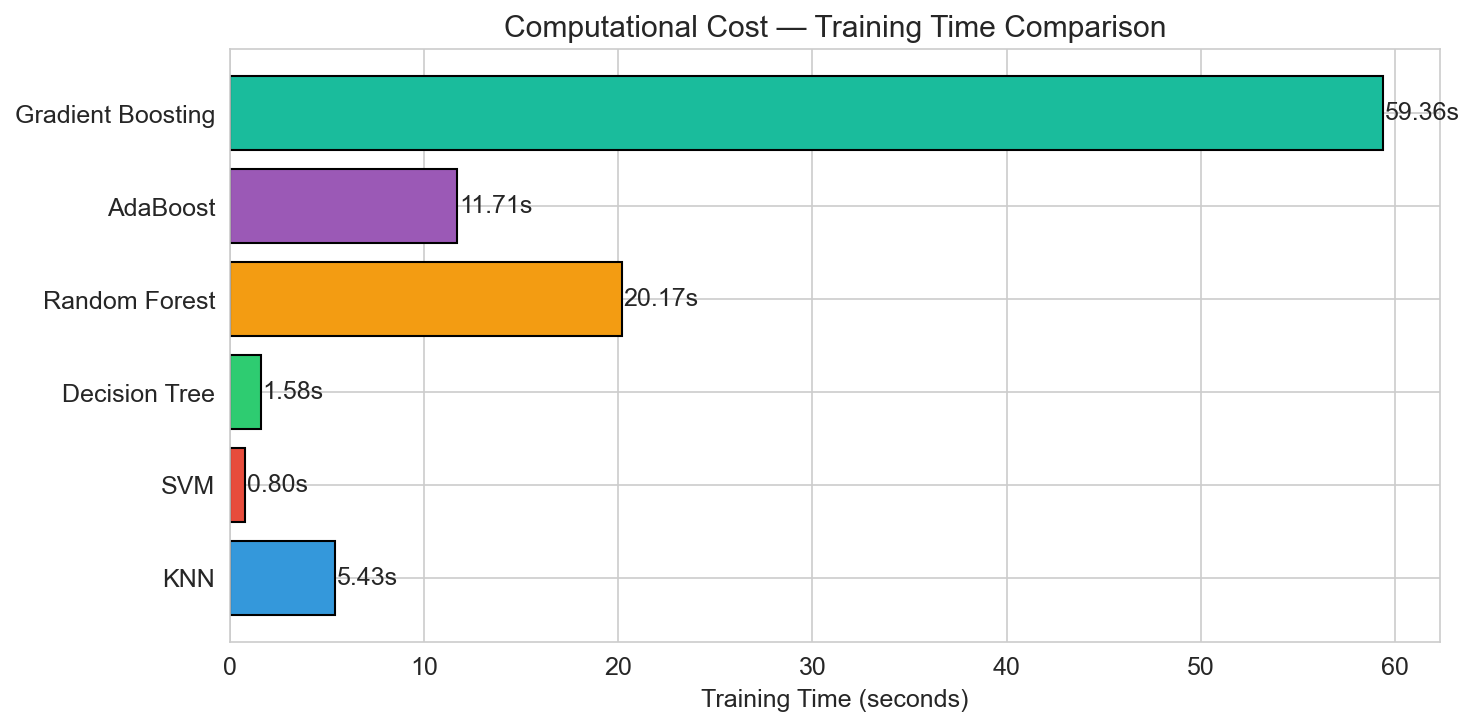 Computational Cost — Training Time Comparison
Gradient Boosting 59.36s
AdaBoost 11.71s
Random Forest 20.17s
Decision Tree 1.58s
SVM 0.80s
KNN 5.43s
0 10 20 30 40 50 60
Training Time (seconds)